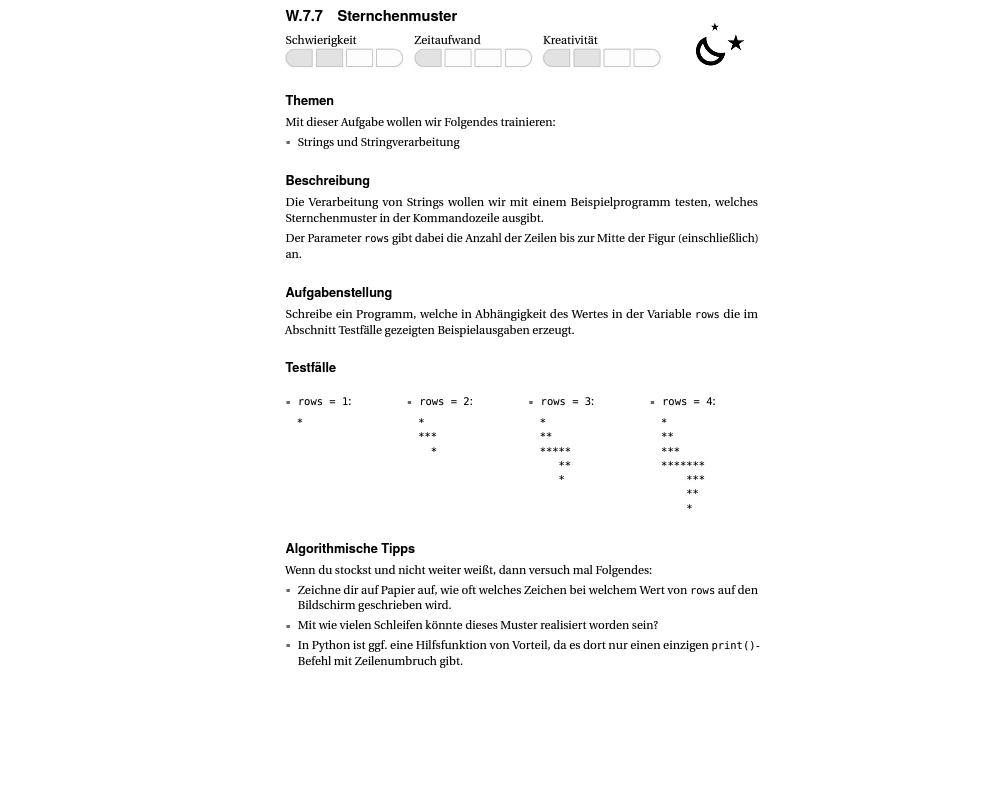 W.7.7 Sternchenmuster
Schwierigkeit Zeitaufwand Kreativität
Themen
Mit dieser Aufgabe wollen wir Folgendes trainieren:
▪ Strings und Stringverarbeitung
Beschreibung
Die Verarbeitung von Strings wollen wir mit einem Beispielprogramm testen, welches
Sternchenmuster in der Kommandozeile ausgibt.
Der Parameter rows gibt dabei die Anzahl der Zeilen bis zur Mitte der Figur (einschließlich)
an.
Aufgabenstellung
Schreibe ein Programm, welche in Abhängigkeit des Wertes in der Variable rows die im
Abschnitt Testfälle gezeigten Beispielausgaben erzeugt.
Testfälle
▪ rows = 1:
*
▪ rows = 2:
*
***
  *
▪ rows = 3:
*
**
*****
   **
   *
▪ rows = 4:
*
**
***
*******
    ***
    **
    *
Algorithmische Tipps
Wenn du stockst und nicht weiter weißt, dann versuch mal Folgendes:
▪ Zeichne dir auf Papier auf, wie oft welches Zeichen bei welchem Wert von rows auf den
Bildschirm geschrieben wird.
▪ Mit wie vielen Schleifen könnte dieses Muster realisiert worden sein?
▪ In Python ist ggf. eine Hilfsfunktion von Vorteil, da es dort nur einen einzigen print()-
Befehl mit Zeilenumbruch gibt.